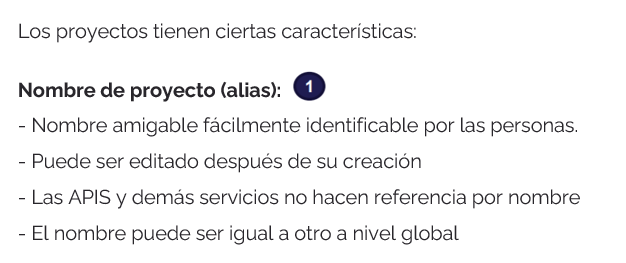 Los proyectos tienen ciertas características:
Nombre de proyecto (alias): 1
- Nombre amigable fácilmente identificable por las personas.
- Puede ser editado después de su creación
- Las APIS y demás servicios no hacen referencia por nombre
- El nombre puede ser igual a otro a nivel global